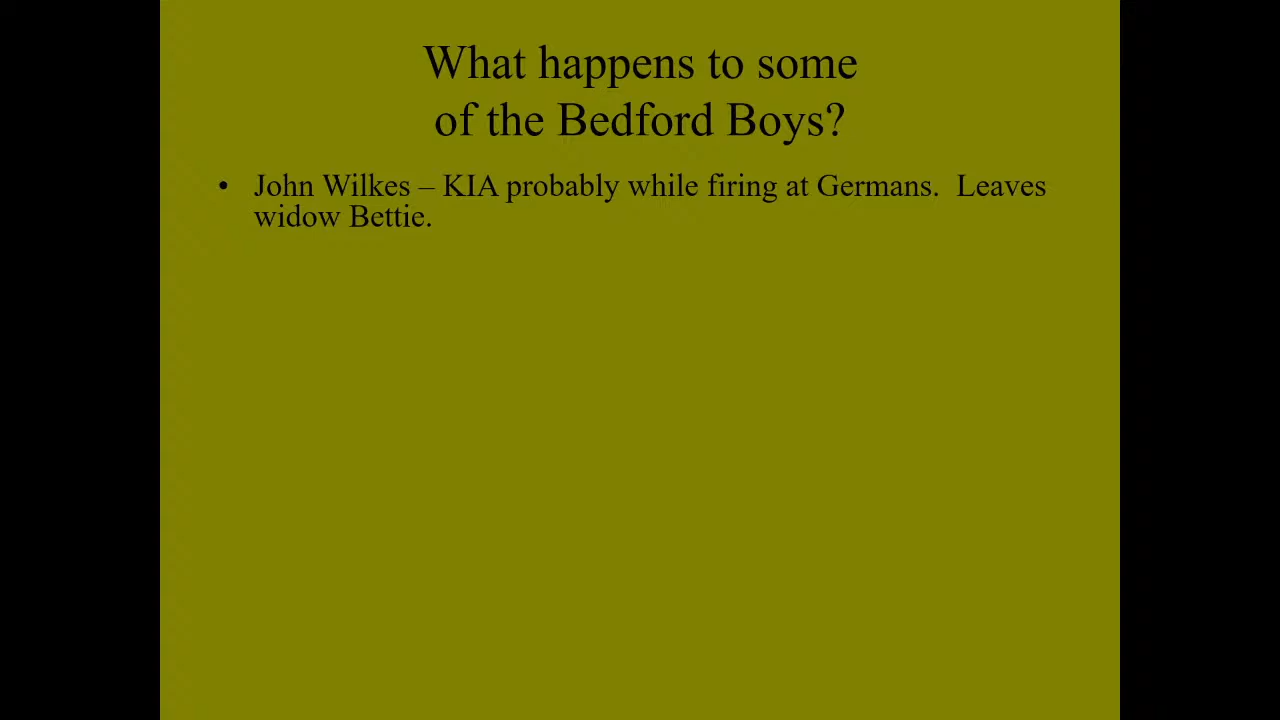 What happens to some
of the Bedford Boys?
• John Wilkes – KIA probably while firing at Germans.  Leaves
widow Bettie.